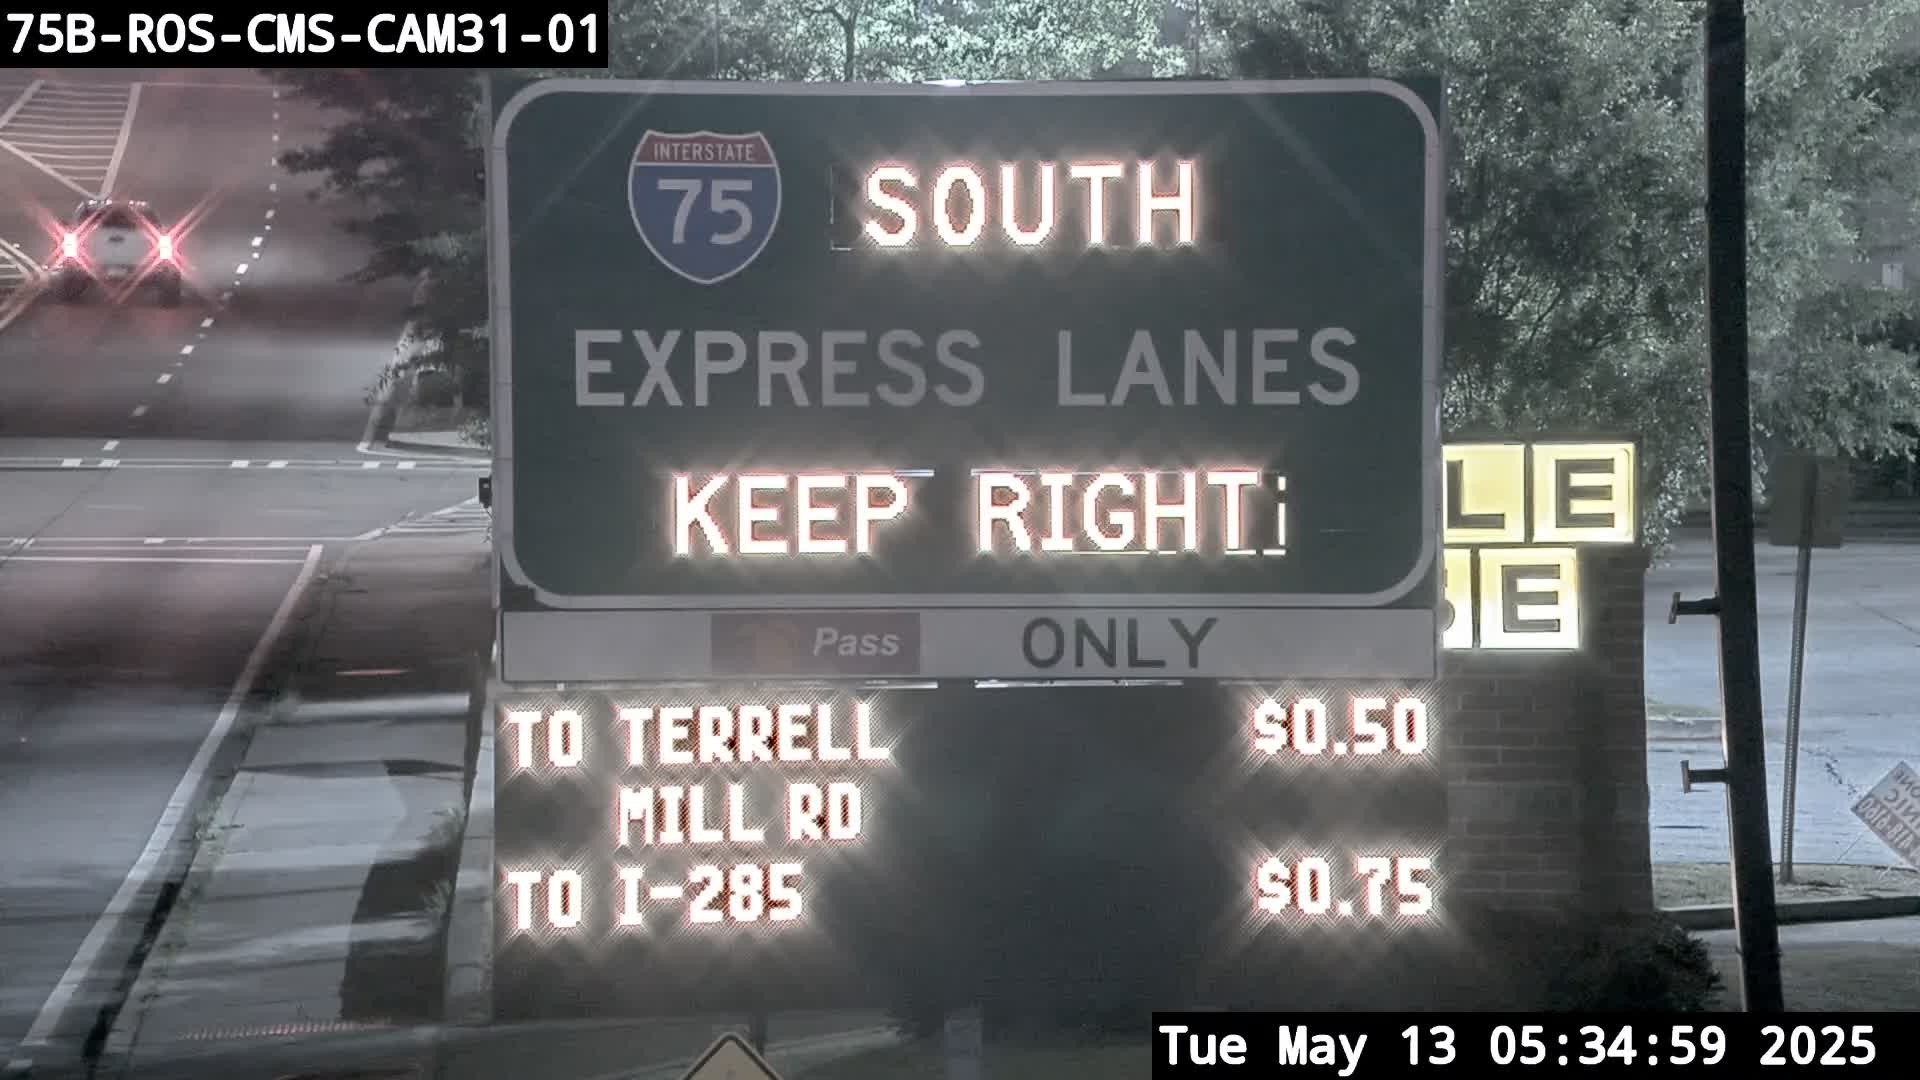 75B-ROS-CMS-CAM31-01
INTERSTATE
75
SOUTH
EXPRESS LANES
KEEP RIGHT
Pass ONLY
TO TERRELL $0.50
MILL RD
TO I-285 $0.75
LE
E
Tue May 13 05:34:59 2025